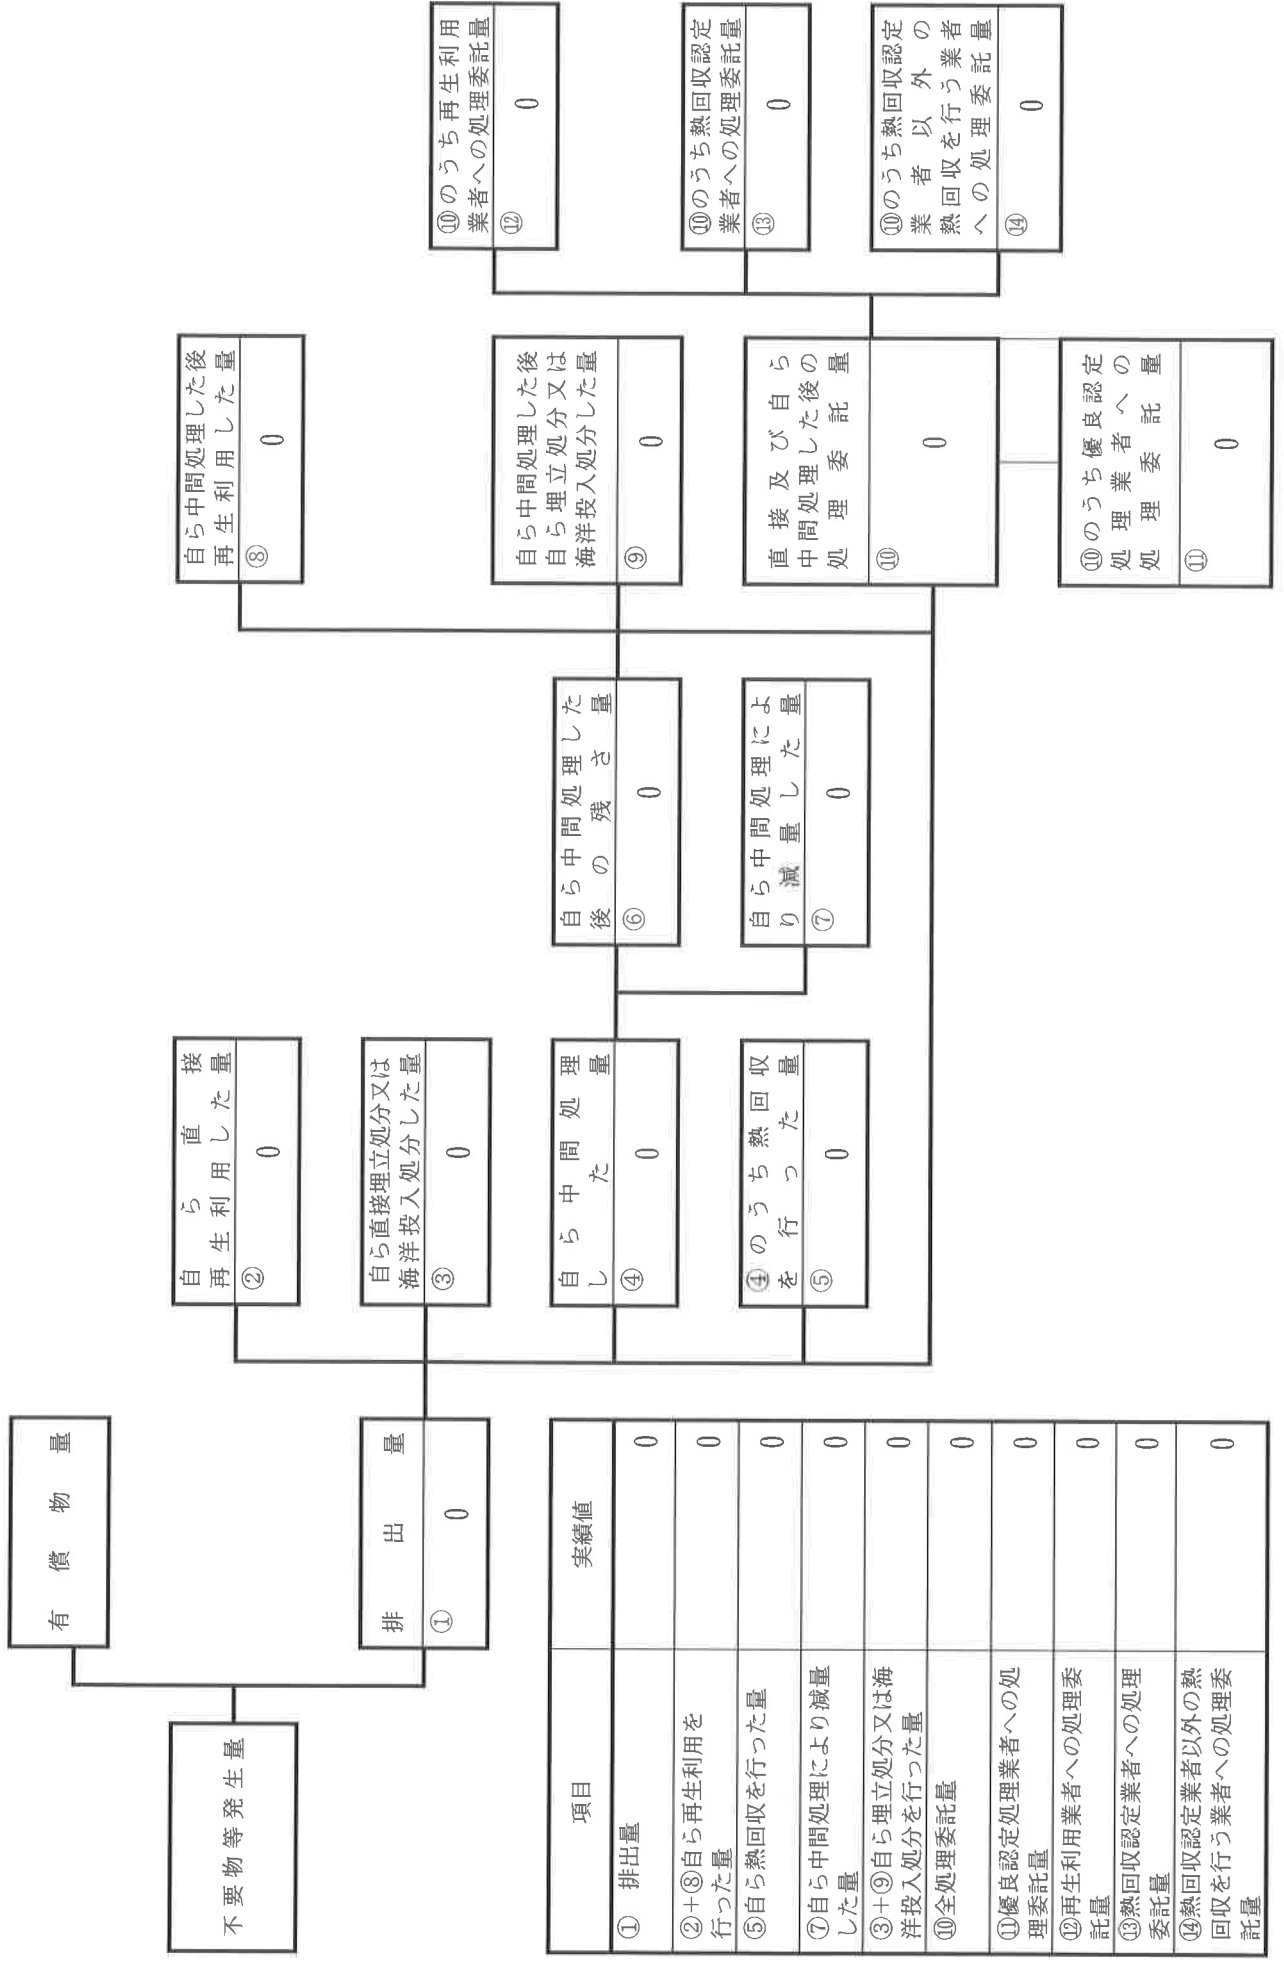 不要物等発生量
有償物量
排出量
①
0
自ら直接
再生利用した量
②
0
自ら直接埋立処分又は
海洋投入処分した量
③
0
自ら中間処理
した量
④
0
④のうち熱回収
を行った量
⑤
0
自ら中間処理した
後の残さ量
⑥
0
自ら中間処理によ
り減量した量
⑦
0
自ら中間処理した後
再生利用した量
⑧
0
自ら中間処理した後
自ら埋立処分又は
海洋投入処分した量
⑨
0
直接及び自ら
中間処理した後の
処理委託量
⑩
0
⑩のうち優良認定
処理業者への
処理委託量
⑪
0
⑩のうち再生利用
業者への処理委託量
⑫
0
⑩のうち熱回収認定
業者への処理委託量
⑬
0
⑩のうち熱回収認定
業者以外の
熱回収を行う業者
への処理委託量
⑭
0
項目 実績値
① 排出量 0
②+⑧自ら再生利用を
行った量 0
⑤自ら熱回収を行った量 0
⑦自ら中間処理により減量
した量 0
③+⑨自ら埋立処分又は海
洋投入処分を行った量 0
⑩全処理委託量 0
⑪優良認定処理業者への処
理委託量 0
⑫再生利用業者への処理委
託量 0
⑬熱回収認定業者への処理
委託量 0
⑭熱回収認定業者以外の熱
回収を行う業者への処理委
託量 0